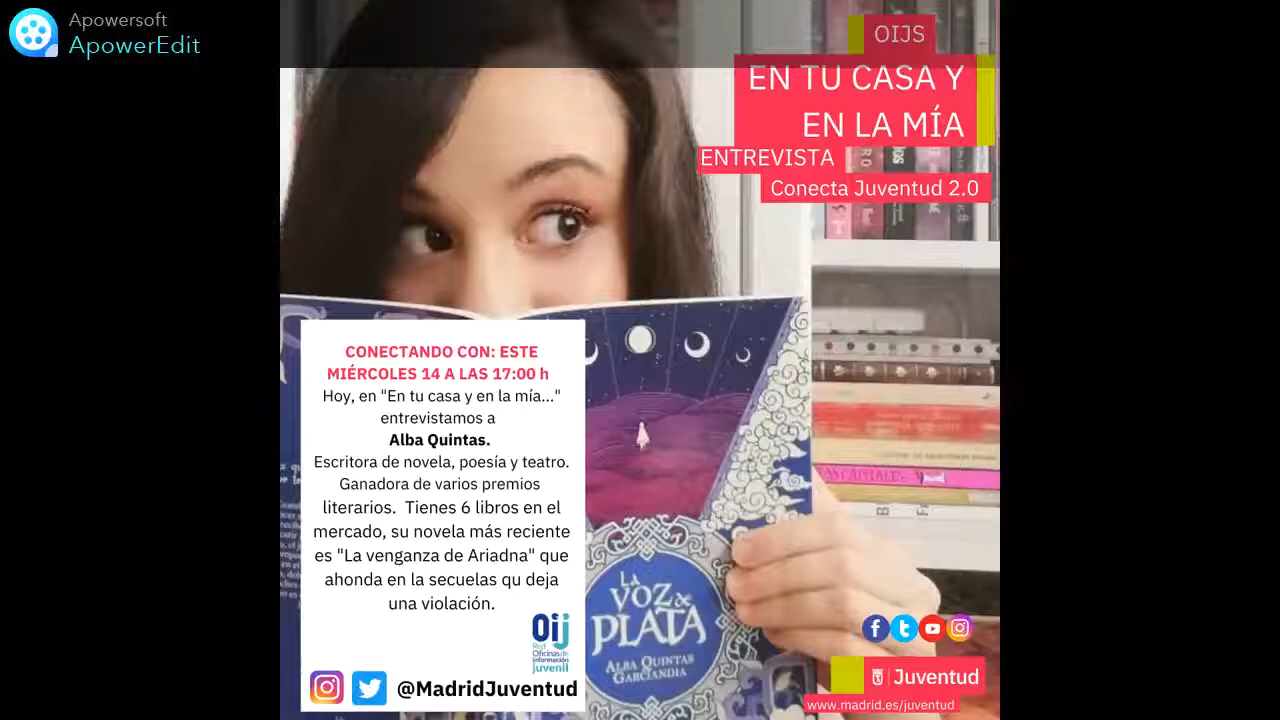 Apowersoft
ApowerEdit
OIJS
EN TU CASA Y
EN LA MÍA
ENTREVISTA
Conecta Juventud 2.0
CONECTANDO CON: ESTE
MIÉRCOLES 14 A LAS 17:00 h
Hoy, en "En tu casa y en la mía..."
entrevistamos a
Alba Quintas.
Escritora de novela, poesía y teatro.
Ganadora de varios premios
literarios. Tienes 6 libros en el
mercado, su novela más reciente
es "La venganza de Ariadna" que
ahonda en la secuelas qu deja
una violación.
Oij
Red
Oficinas de
información
juvenil
@MadridJuventud
LA
VOZ DE
PLATA
ALBA QUINTAS
GARCIANDIA
Juventud
www.madrid.es/juventud